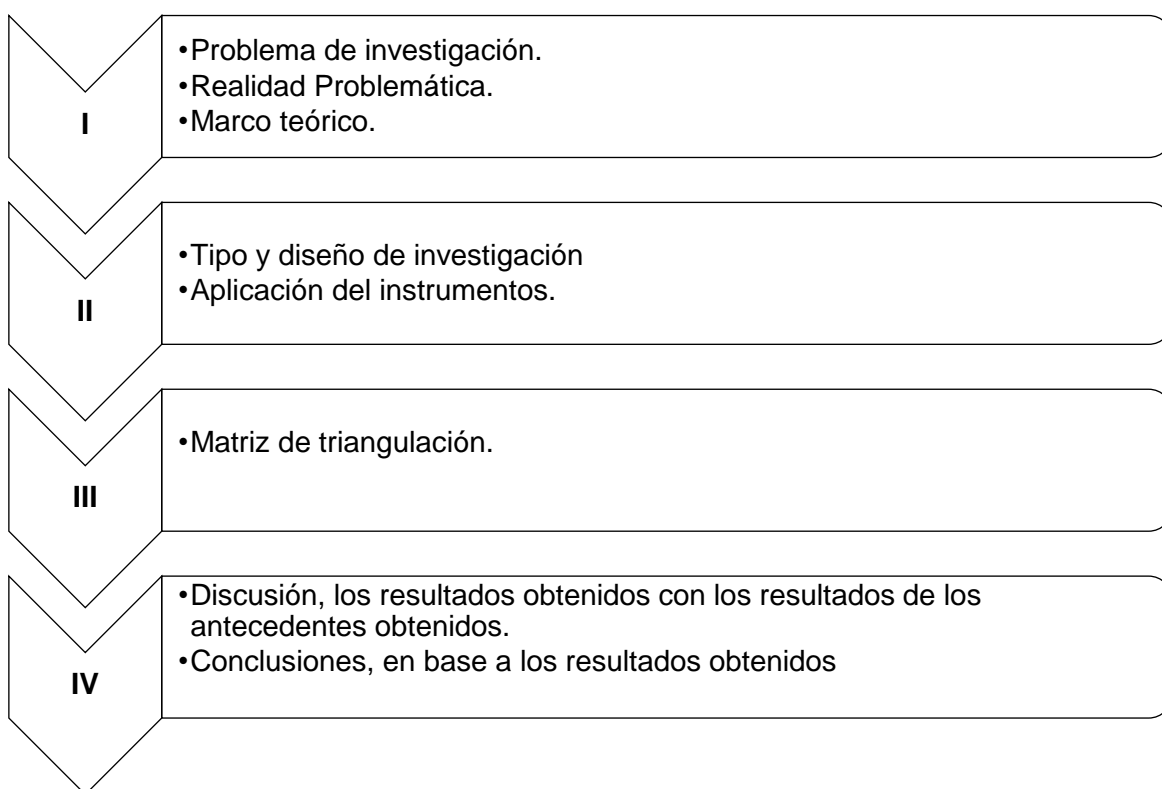 I
•Problema de investigación.
•Realidad Problemática.
•Marco teórico.
II
•Tipo y diseño de investigación
•Aplicación del instrumentos.
III
•Matriz de triangulación.
IV
•Discusión, los resultados obtenidos con los resultados de los
antecedentes obtenidos.
•Conclusiones, en base a los resultados obtenidos